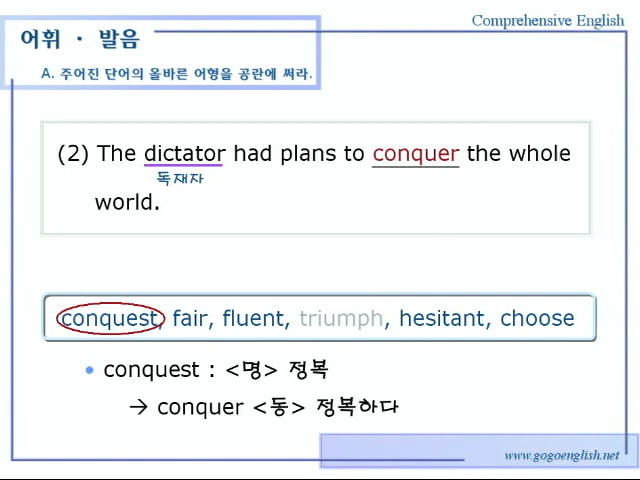 Comprehensive English
어휘 · 발음
A. 주어진 단어의 올바른 어형을 공란에 써라.
(2) The dictator had plans to conquer the whole
독재자
world.
conquest, fair, fluent, triumph, hesitant, choose
• conquest : <명> 정복
→ conquer <동> 정복하다
www.gogoenglish.net